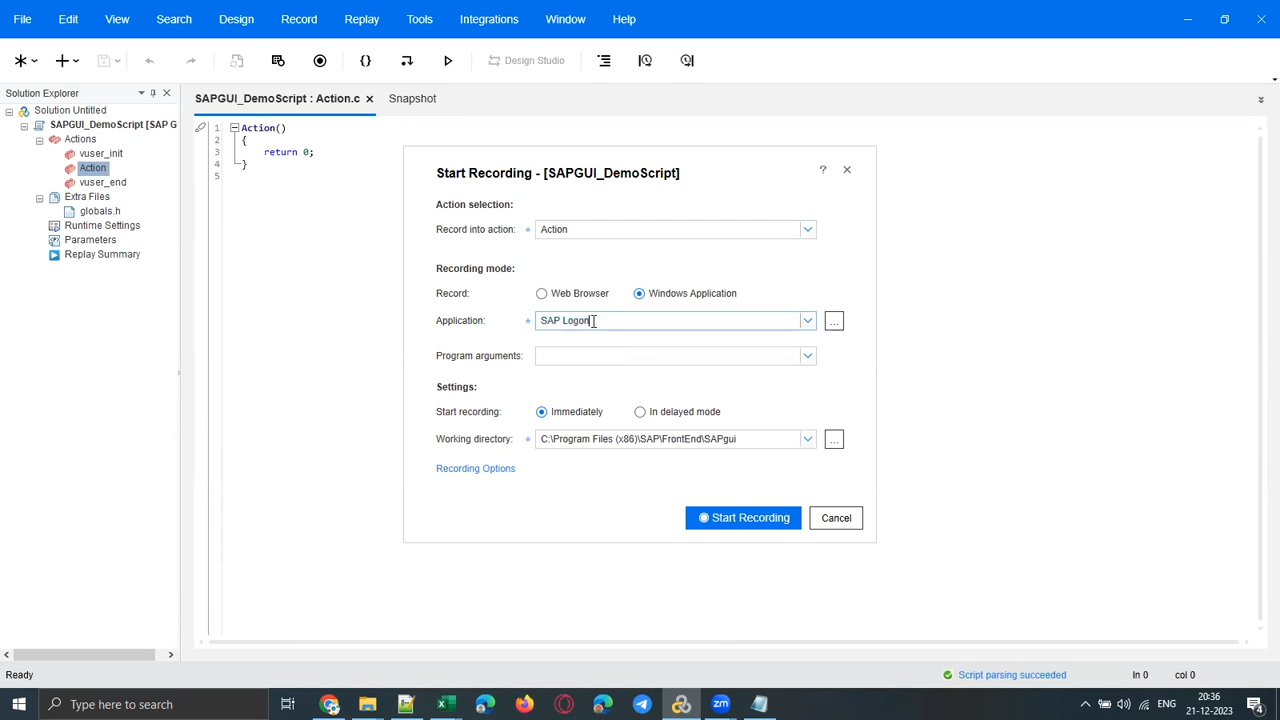 File Edit View Search Design Record Replay Tools Integrations Window Help
Design Studio
Solution Explorer
SAPGUI_DemoScript : Action.c
Snapshot
Solution Untitled
SAPGUI_DemoScript [SAP G
Actions
vuser_init
Action
vuser_end
Extra Files
globals.h
Runtime Settings
Parameters
Replay Summary
1 Action()
2 {
3 return 0;
4 }
5
Start Recording - [SAPGUI_DemoScript]
Action selection:
Record into action: * Action
Recording mode:
Record: Web Browser Windows Application
Application: * SAP Logon ...
Program arguments:
Settings:
Start recording: Immediately In delayed mode
Working directory: * C:\Program Files (x86)\SAP\FrontEnd\SAPgui ...
Recording Options
Start Recording Cancel
Ready
Script parsing succeeded
ln 0 col 0
Type here to search
ENG
20:36
21-12-2023
4